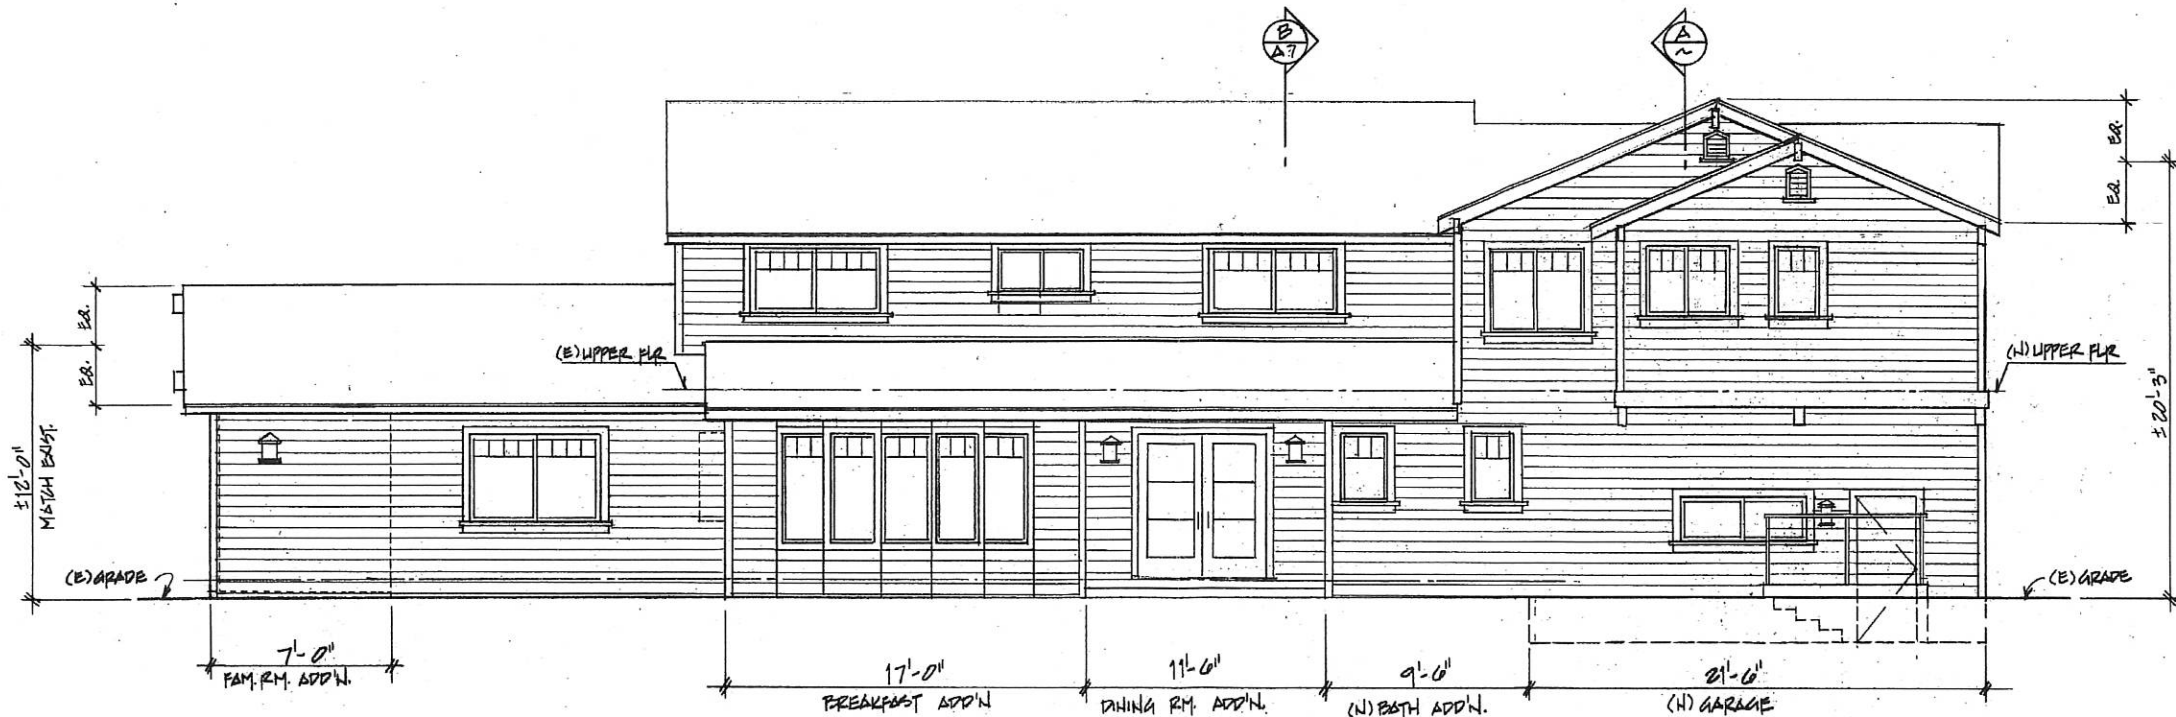 B
A7
A
~
EQ.
EQ.
EQ.
EQ.
(E) UPPER FLR
(N) UPPER FLR
±12'-0"
MATCH EXIST.
±20'-3"
(E) GRADE
(E) GRADE
7'-0"
FAM. RM. ADD'N.
17'-0"
BREAKFAST ADD'N
11'-6"
DINING RM. ADD'N.
9'-6"
(N) BATH ADD'N.
21'-6"
(N) GARAGE